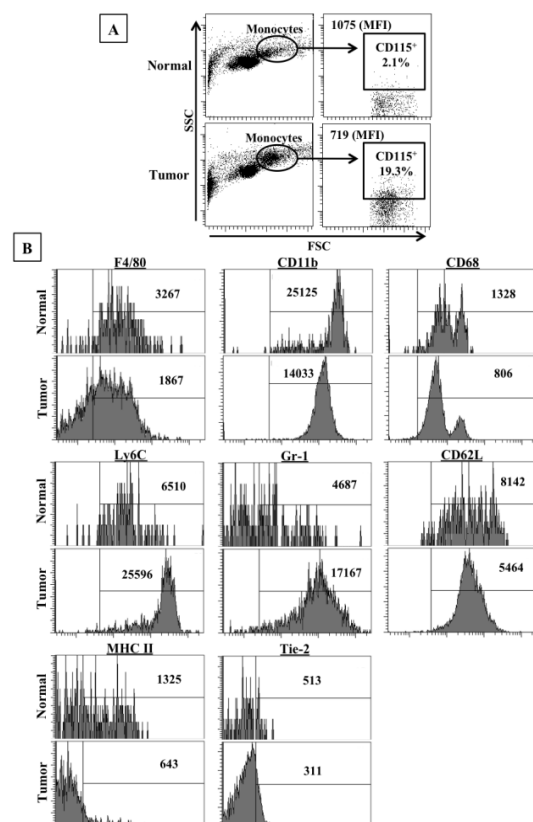 A
Monocytes
1075 (MFI)
CD115+
2.1%
Normal
SSC
Monocytes
719 (MFI)
CD115+
19.3%
Tumor
FSC
B
F4/80 CD11b CD68
Normal 3267 25125 1328
Tumor 1867 14033 806
Ly6C Gr-1 CD62L
Normal 6510 4687 8142
Tumor 25596 17167 5464
MHC II Tie-2
Normal 1325 513
Tumor 643 311